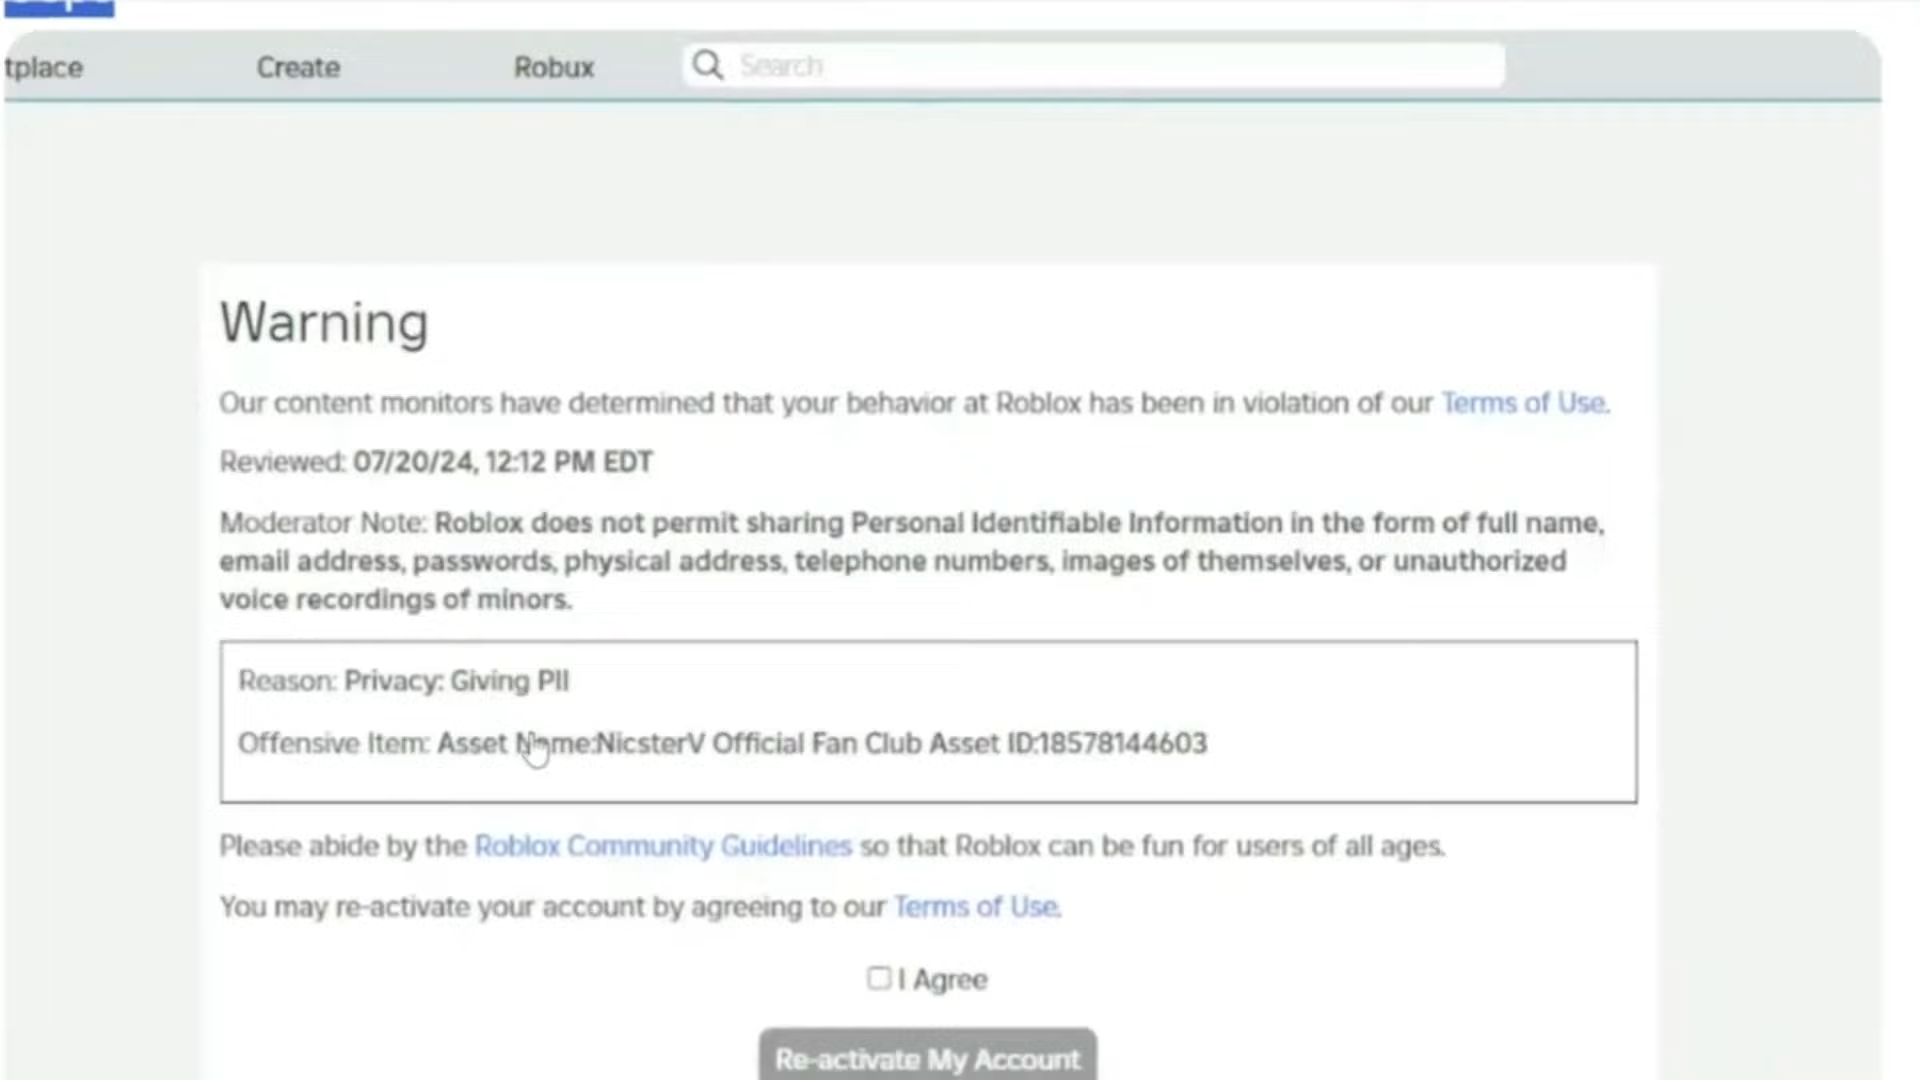 tplace Create Robux Search
Warning
Our content monitors have determined that your behavior at Roblox has been in violation of our Terms of Use.
Reviewed: 07/20/24, 12:12 PM EDT
Moderator Note: Roblox does not permit sharing Personal Identifiable Information in the form of full name,
email address, passwords, physical address, telephone numbers, images of themselves, or unauthorized
voice recordings of minors.
Reason: Privacy: Giving PII
Offensive Item: Asset Name:NicsterV Official Fan Club Asset ID:18578144603
Please abide by the Roblox Community Guidelines so that Roblox can be fun for users of all ages.
You may re-activate your account by agreeing to our Terms of Use.
I Agree
Re-activate My Account